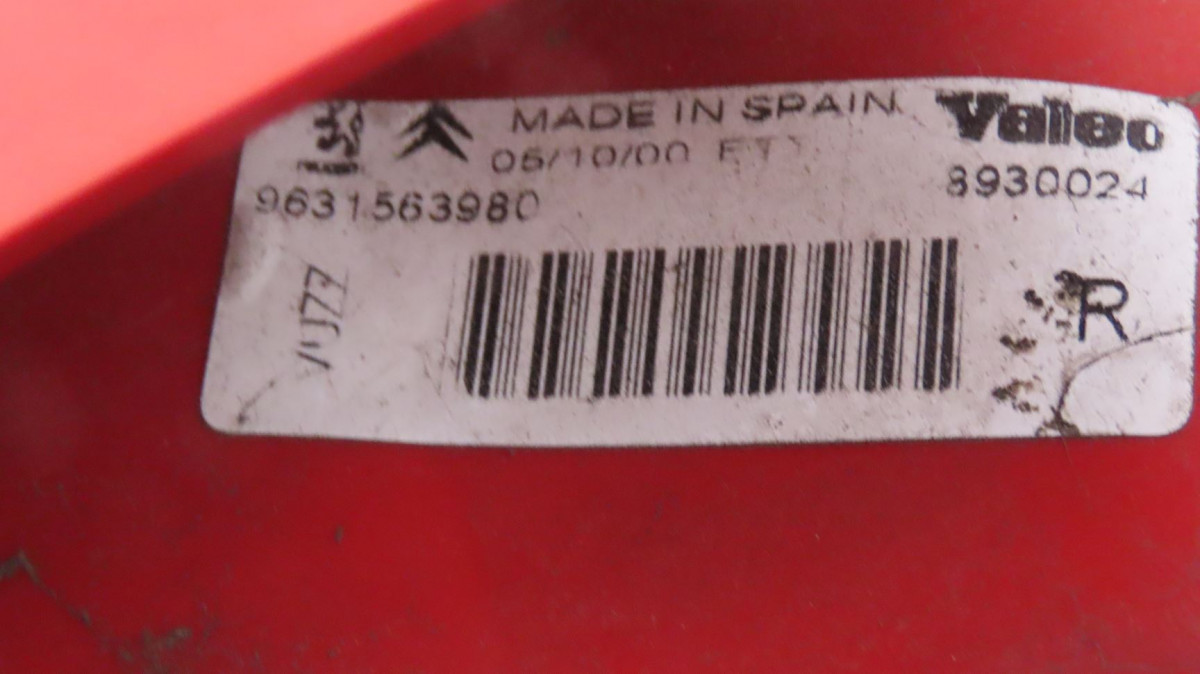 MADE IN SPAIN Valeo
05/10/00
8930024
9631563980
R